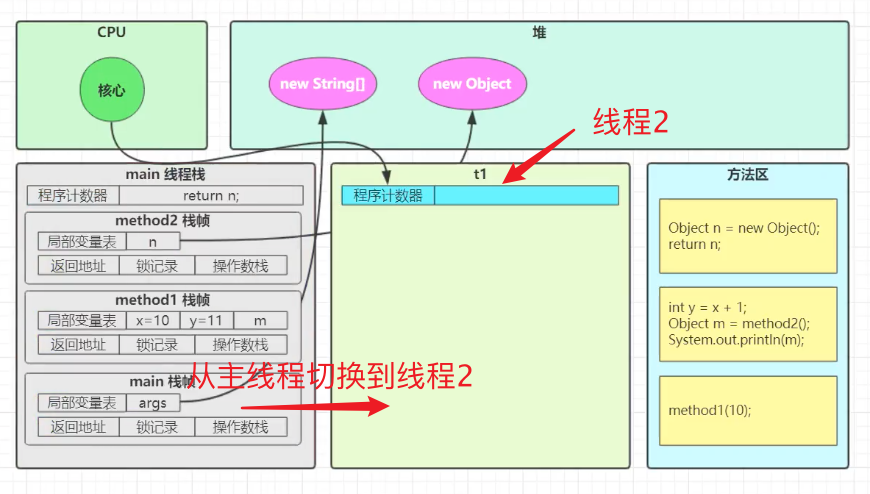 CPU
核心
堆
new String[]
new Object
线程2
main 线程栈
程序计数器 return n;
method2 栈帧
局部变量表 n
返回地址 锁记录 操作数栈
method1 栈帧
局部变量表 x=10 y=11 m
返回地址 锁记录 操作数栈
main 栈帧
局部变量表 args
返回地址 锁记录 操作数栈
从主线程切换到线程2
t1
程序计数器
方法区
Object n = new Object();
return n;
int y = x + 1;
Object m = method2();
System.out.println(m);
method1(10);